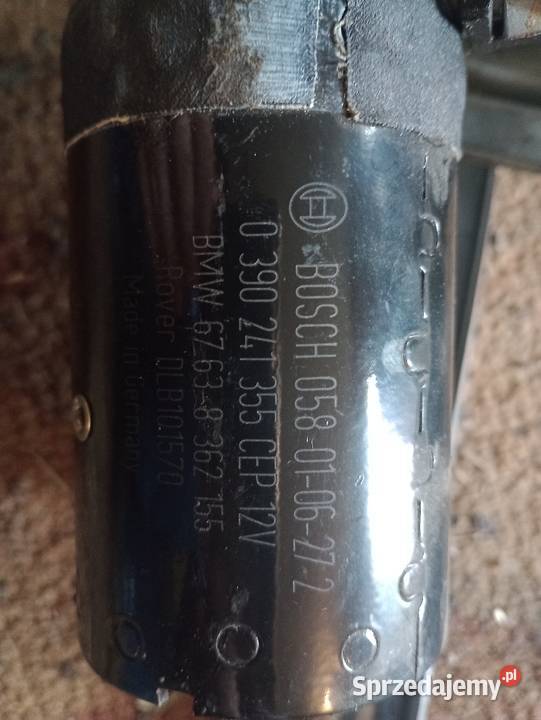 BOSCH 058-01-06-27-2
0 390 241 355 CEP 12V
BMW 67.63-8 362 155
Rover DLB101570
Made in Germany
Sprzedajemy.pl